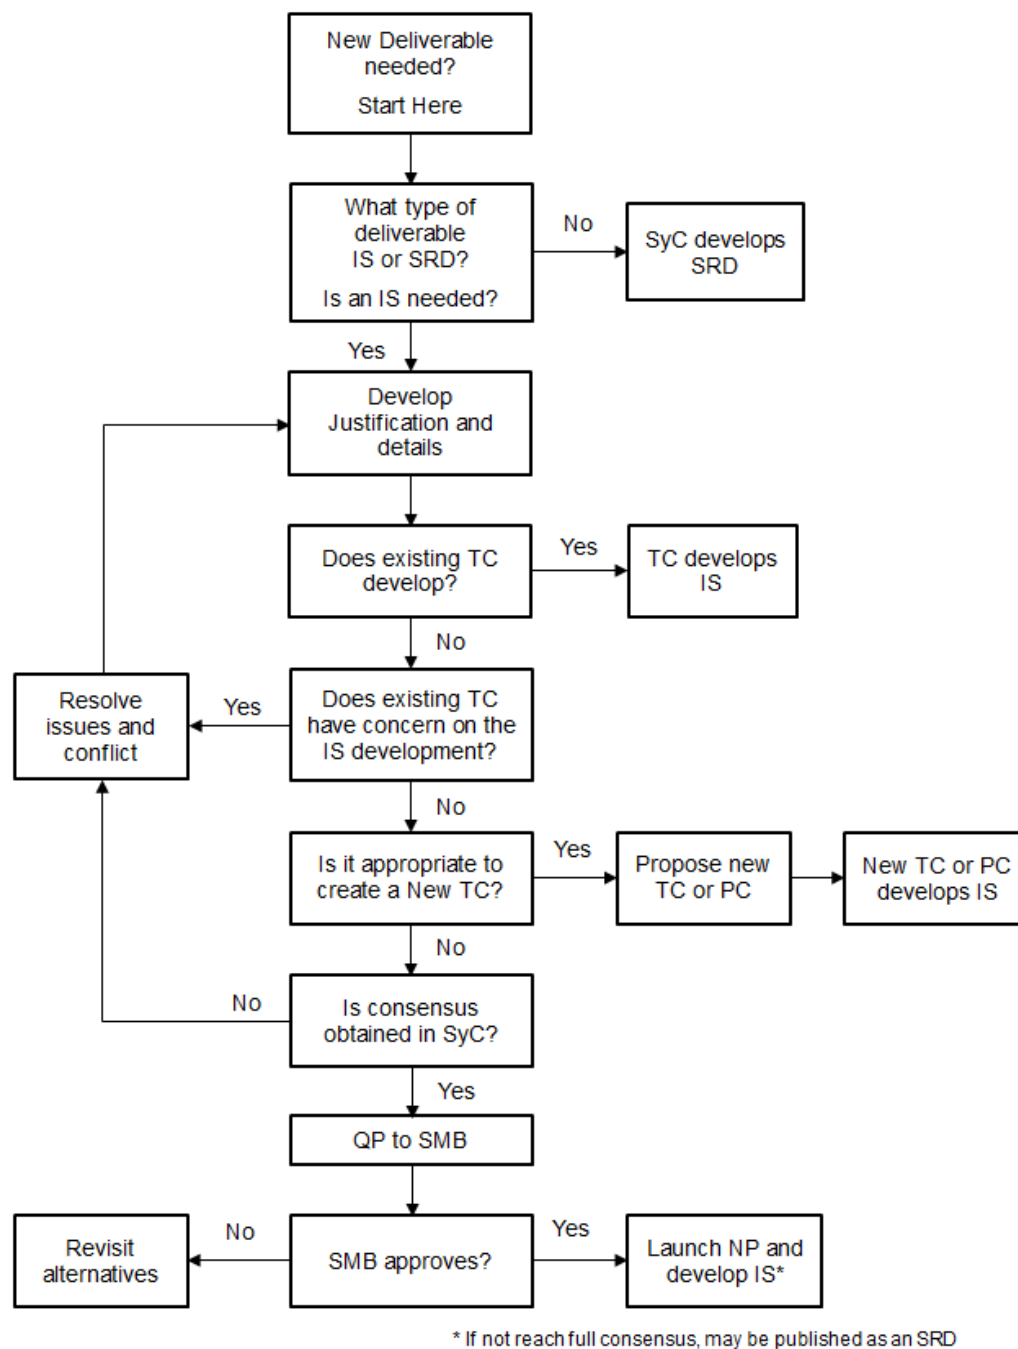 New Deliverable
needed?
Start Here
What type of
deliverable
IS or SRD?
Is an IS needed?
No
SyC develops
SRD
Yes
Develop
Justification and
details
Does existing TC
develop?
Yes
TC develops
IS
No
Resolve
issues and
conflict
Yes
Does existing TC
have concern on the
IS development?
No
Is it appropriate to
create a New TC?
Yes
Propose new
TC or PC
New TC or PC
develops IS
No
No
Is consensus
obtained in SyC?
Yes
QP to SMB
Revisit
alternatives
No
SMB approves?
Yes
Launch NP and
develop IS*
* If not reach full consensus, may be published as an SRD